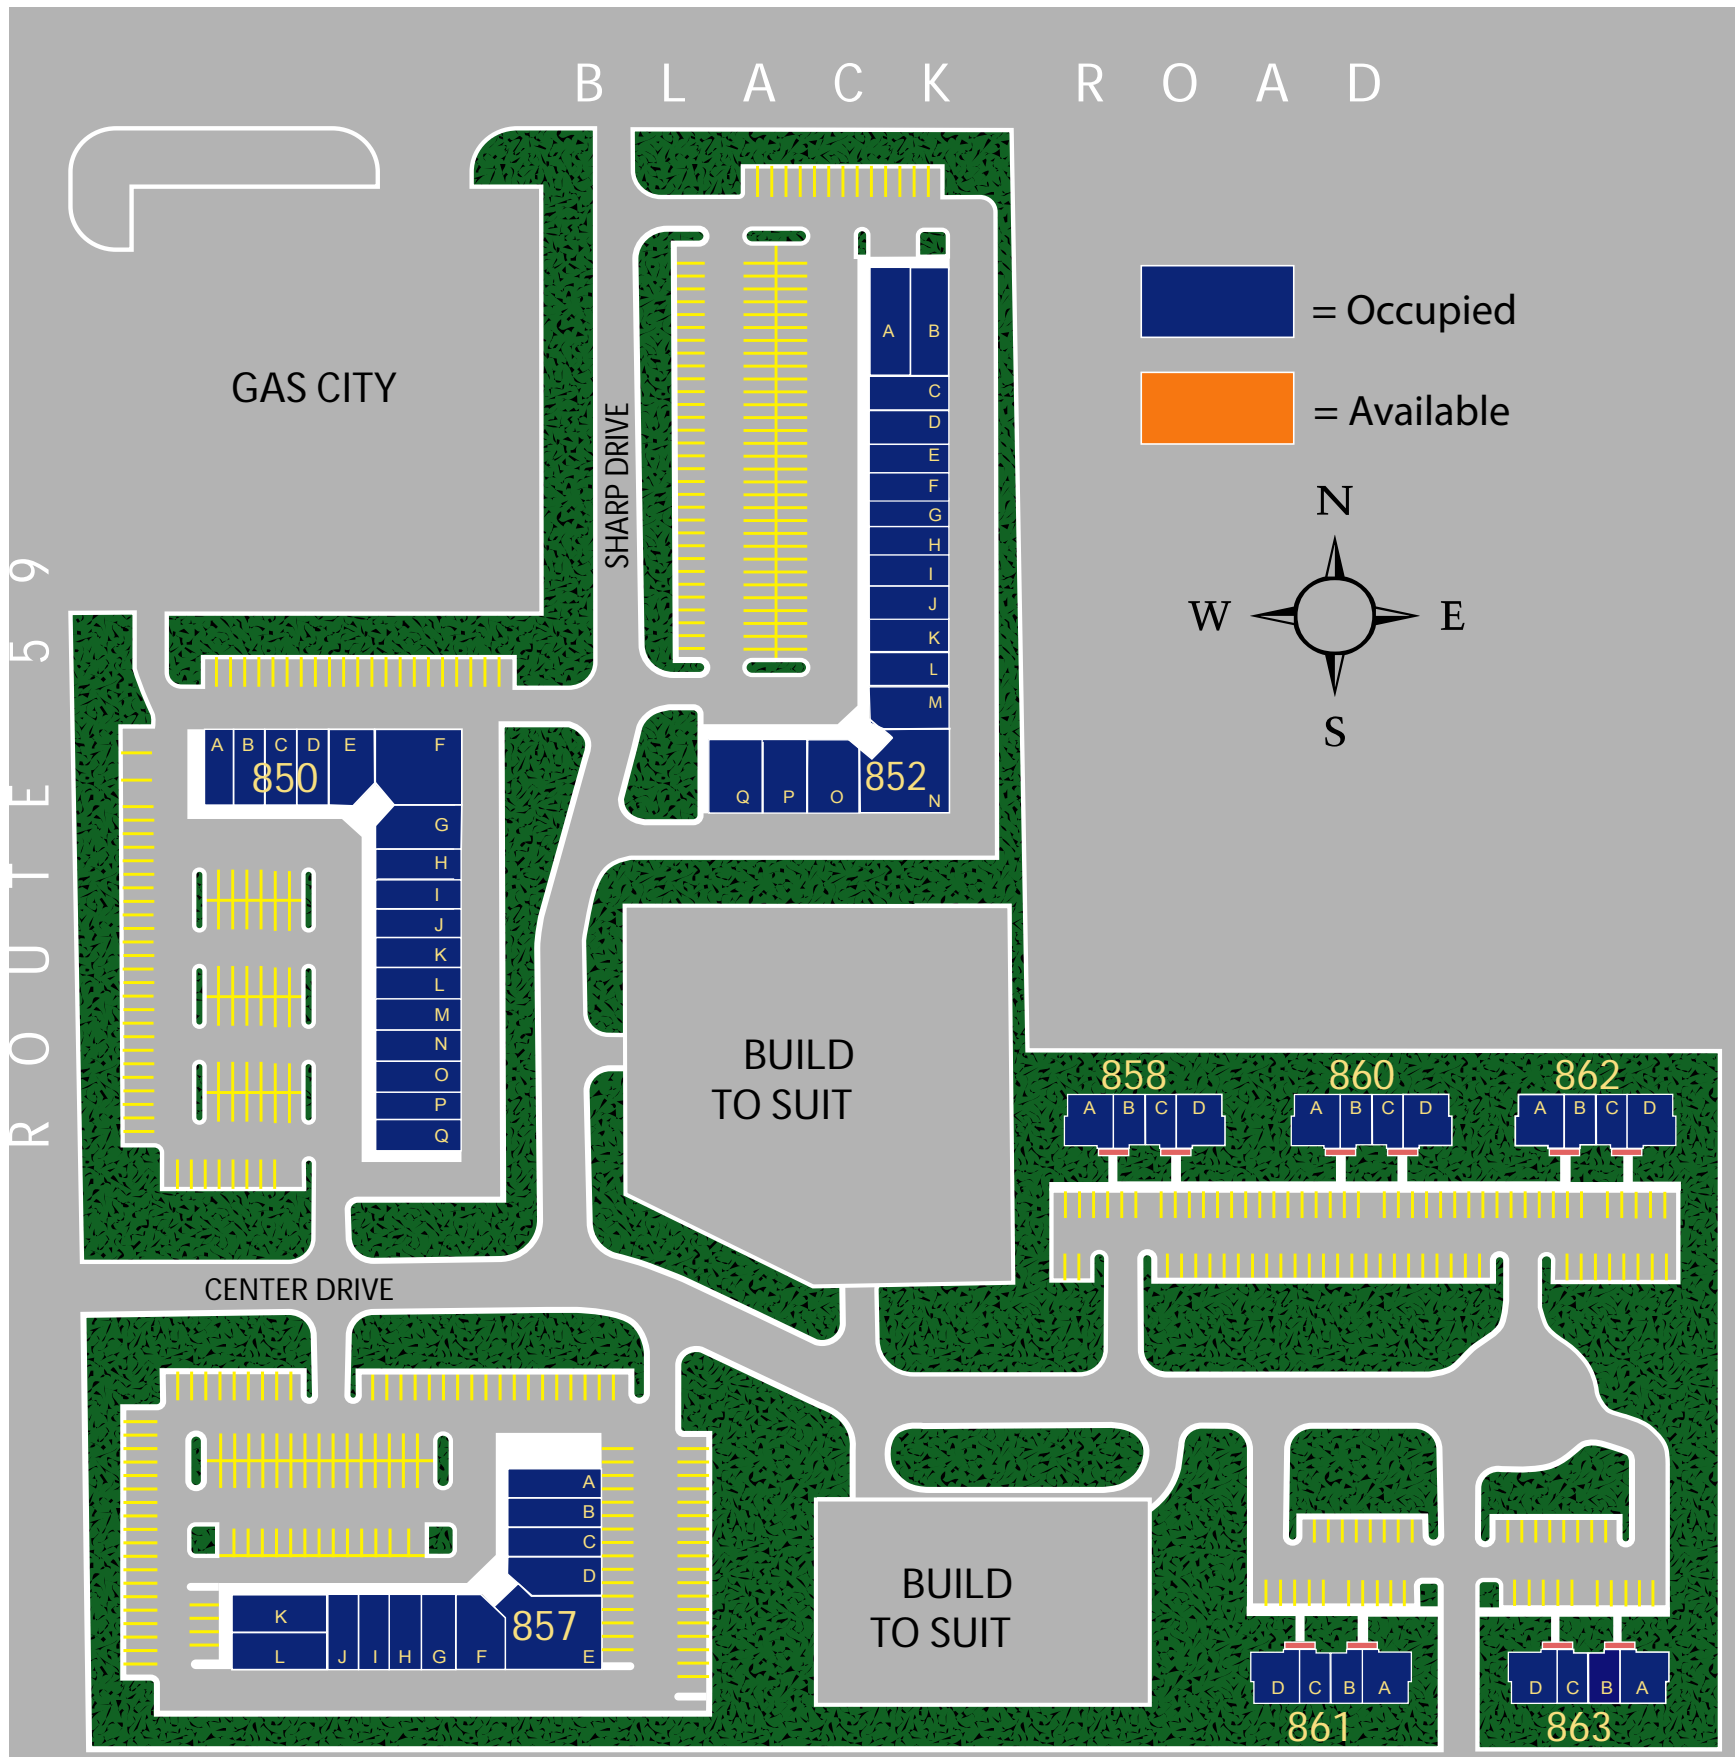 BLACK ROAD
ROUTE 59
GAS CITY
SHARP DRIVE
= Occupied
= Available
N
W
E
S
A
B
C
D
E
F
G
H
I
J
K
L
M
N
852
Q
P
O
A
B
C
D
E
F
850
G
H
I
J
K
L
M
N
O
P
Q
BUILD
TO SUIT
858
A B C D
860
A B C D
862
A B C D
CENTER DRIVE
A
B
C
D
857
E
K
L
J
I
H
G
F
BUILD
TO SUIT
D C B A
861
D C B A
863